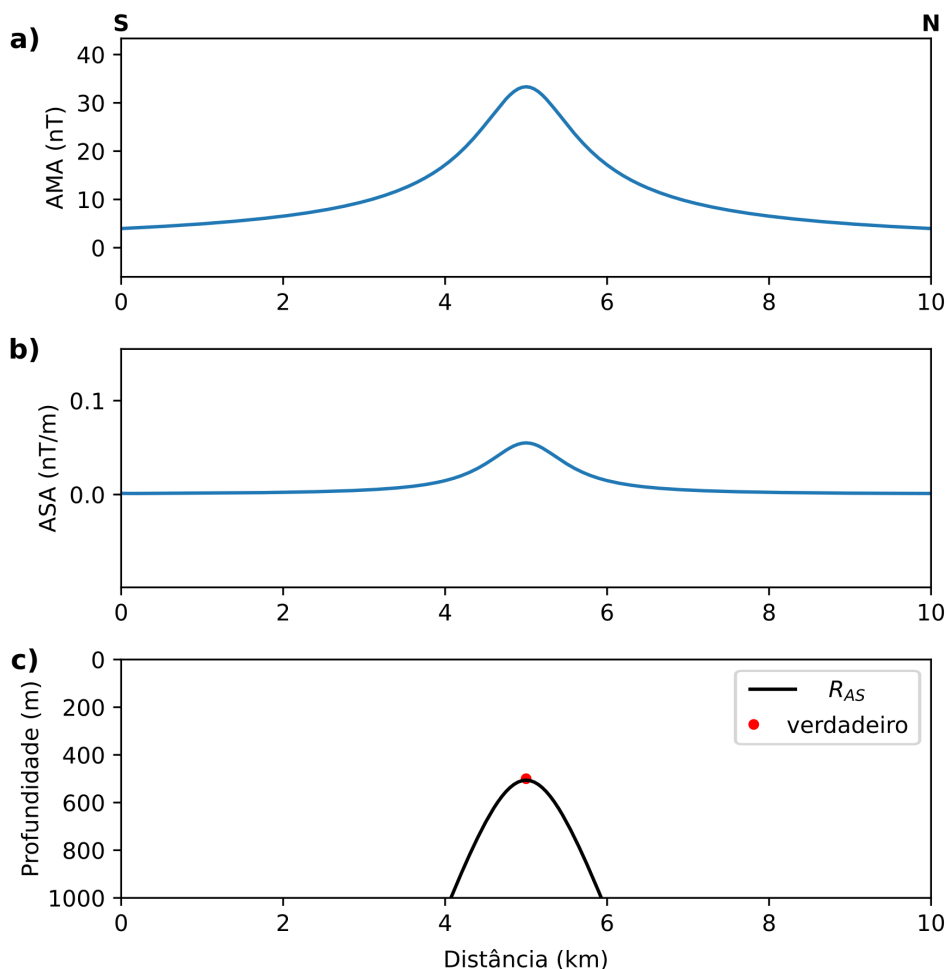 S N
a)
AMA (nT)
40
30
20
10
0
0 2 4 6 8 10
b)
ASA (nT/m)
0.1
0.0
0 2 4 6 8 10
c)
Profundidade (m)
0
200
400
600
800
1000
R_AS
verdadeiro
0 2 4 6 8 10
Distância (km)